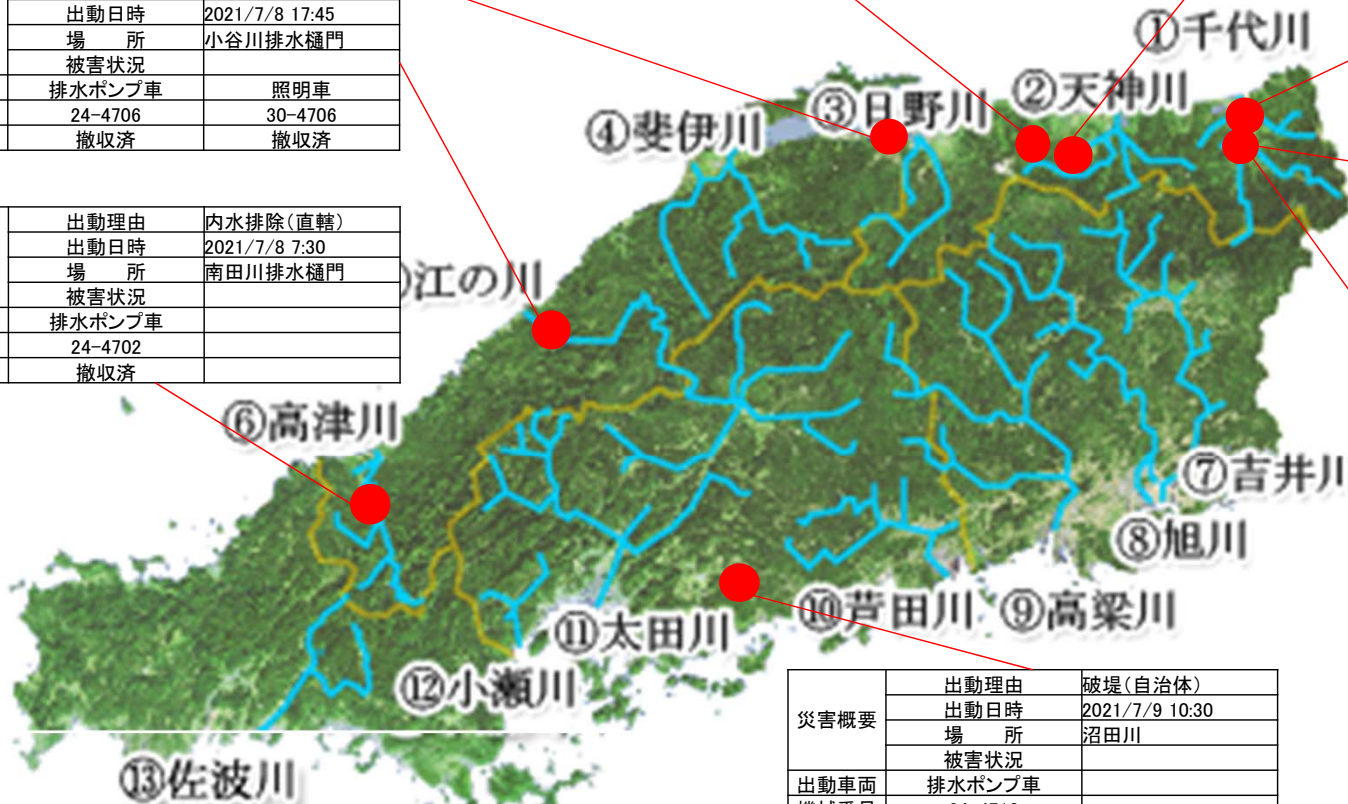 出動日時 2021/7/8 17:45
場　所 小谷川排水樋門
被害状況
排水ポンプ車 照明車
24-4706 30-4706
撤収済 撤収済
出動理由 内水排除(直轄)
出動日時 2021/7/8 7:30
場　所 南田川排水樋門
被害状況
排水ポンプ車
24-4702
撤収済
①千代川
②天神川
③日野川
④斐伊川
江の川
⑥高津川
⑦吉井川
⑧旭川
⑨高梁川
⑩芦田川
⑪太田川
⑫小瀬川
⑬佐波川
災害概要 出動理由 破堤(自治体)
出動日時 2021/7/9 10:30
場　所 沼田川
被害状況
出動車両 排水ポンプ車